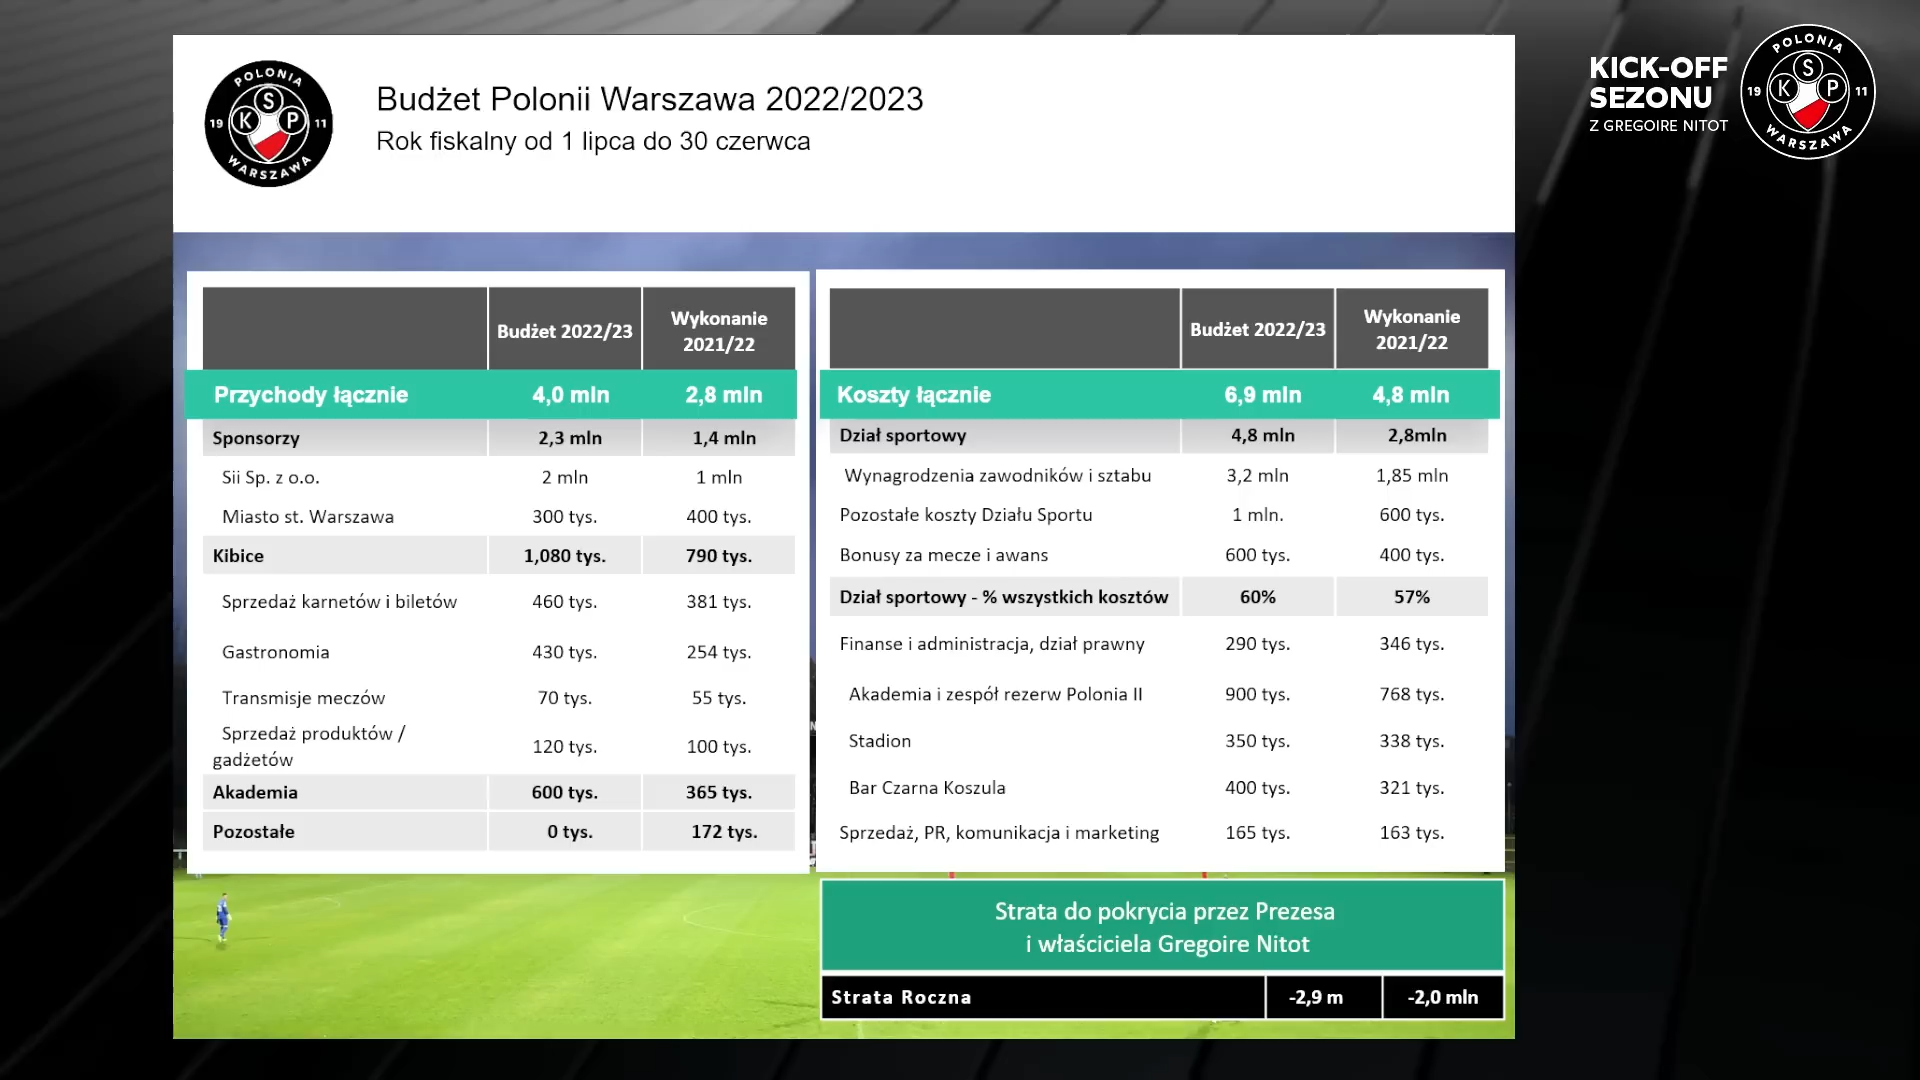 POLONIA
19 K S P 11
WARSZAWA
Budżet Polonii Warszawa 2022/2023
Rok fiskalny od 1 lipca do 30 czerwca
KICK-OFF
SEZONU
Z GREGOIRE NITOT
POLONIA
19 K S P 11
WARSZAWA
Budżet 2022/23 Wykonanie 2021/22
Przychody łącznie 4,0 mln 2,8 mln
Sponsorzy 2,3 mln 1,4 mln
Sii Sp. z o.o. 2 mln 1 mln
Miasto st. Warszawa 300 tys. 400 tys.
Kibice 1,080 tys. 790 tys.
Sprzedaż karnetów i biletów 460 tys. 381 tys.
Gastronomia 430 tys. 254 tys.
Transmisje meczów 70 tys. 55 tys.
Sprzedaż produktów /
gadżetów 120 tys. 100 tys.
Akademia 600 tys. 365 tys.
Pozostałe 0 tys. 172 tys.
Budżet 2022/23 Wykonanie 2021/22
Koszty łącznie 6,9 mln 4,8 mln
Dział sportowy 4,8 mln 2,8mln
Wynagrodzenia zawodników i sztabu 3,2 mln 1,85 mln
Pozostałe koszty Działu Sportu 1 mln. 600 tys.
Bonusy za mecze i awans 600 tys. 400 tys.
Dział sportowy - % wszystkich kosztów 60% 57%
Finanse i administracja, dział prawny 290 tys. 346 tys.
Akademia i zespół rezerw Polonia II 900 tys. 768 tys.
Stadion 350 tys. 338 tys.
Bar Czarna Koszula 400 tys. 321 tys.
Sprzedaż, PR, komunikacja i marketing 165 tys. 163 tys.
Strata do pokrycia przez Prezesa
i właściciela Gregoire Nitot
Strata Roczna -2,9 m -2,0 mln